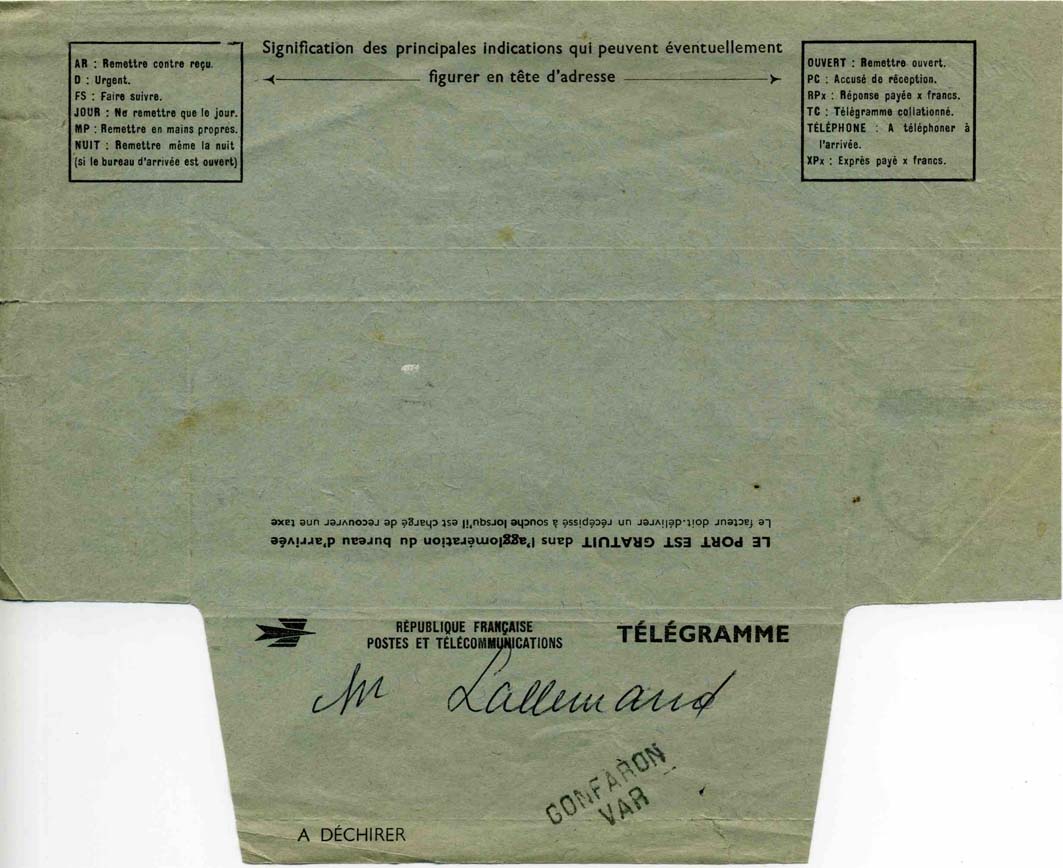 Signification des principales indications qui peuvent éventuellement
figurer en tête d'adresse
AR : Remettre contre reçu.
D : Urgent.
FS : Faire suivre.
JOUR : Ne remettre que le jour.
MP : Remettre en mains propres.
NUIT : Remettre même la nuit
(si le bureau d'arrivée est ouvert)
OUVERT : Remettre ouvert.
PC : Accusé de réception.
RPx : Réponse payée x francs.
TC : Télégramme collationné.
TÉLÉPHONE : A téléphoner à
l'arrivée.
XPx : Exprès payé x francs.
LE PORT EST GRATUIT dans l'agglomération du bureau d'arrivée
Le facteur doit-délivrer un récépissé à souche lorsqu'il est chargé de recouvrer une taxe
RÉPUBLIQUE FRANÇAISE
POSTES ET TÉLÉCOMMUNICATIONS
TÉLÉGRAMME
Mr Lallemand
GONFARON
VAR
A DÉCHIRER